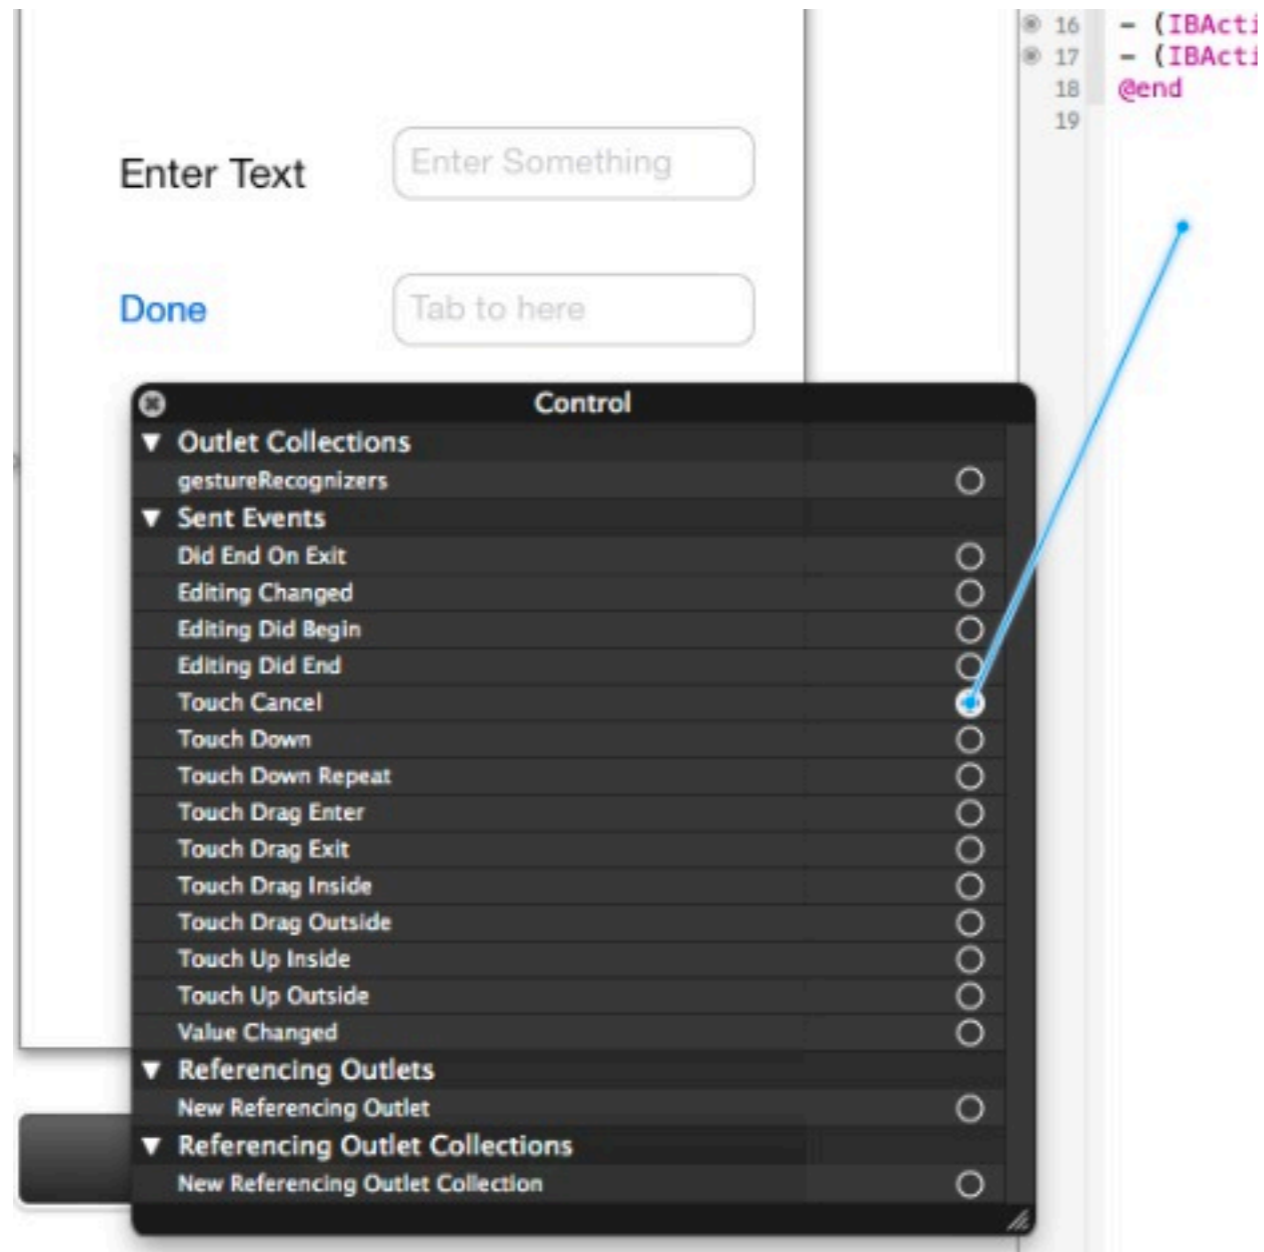 16 - (IBActi
17 - (IBActi
18 @end
19
Enter Text Enter Something
Done Tab to here
Control
Outlet Collections
gestureRecognizers
Sent Events
Did End On Exit
Editing Changed
Editing Did Begin
Editing Did End
Touch Cancel
Touch Down
Touch Down Repeat
Touch Drag Enter
Touch Drag Exit
Touch Drag Inside
Touch Drag Outside
Touch Up Inside
Touch Up Outside
Value Changed
Referencing Outlets
New Referencing Outlet
Referencing Outlet Collections
New Referencing Outlet Collection